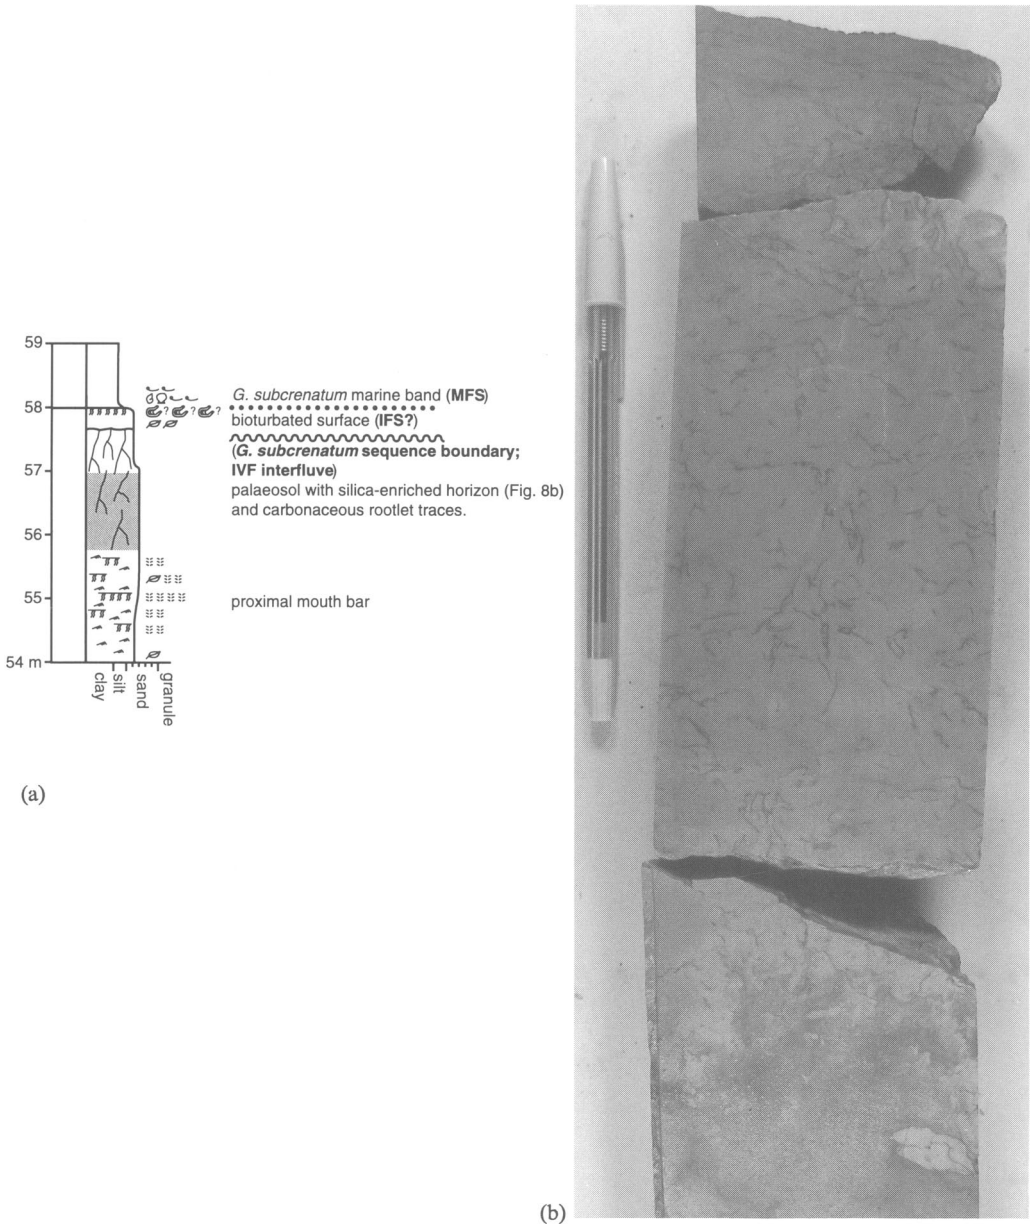 59
58
57
56
55
54 m
clay
silt
sand
granule
? ? ?
G. subcrenatum marine band (MFS)
bioturbated surface (IFS?)
(G. subcrenatum sequence boundary;
IVF interfluve)
palaeosol with silica-enriched horizon (Fig. 8b)
and carbonaceous rootlet traces.
proximal mouth bar
(a)
(b)